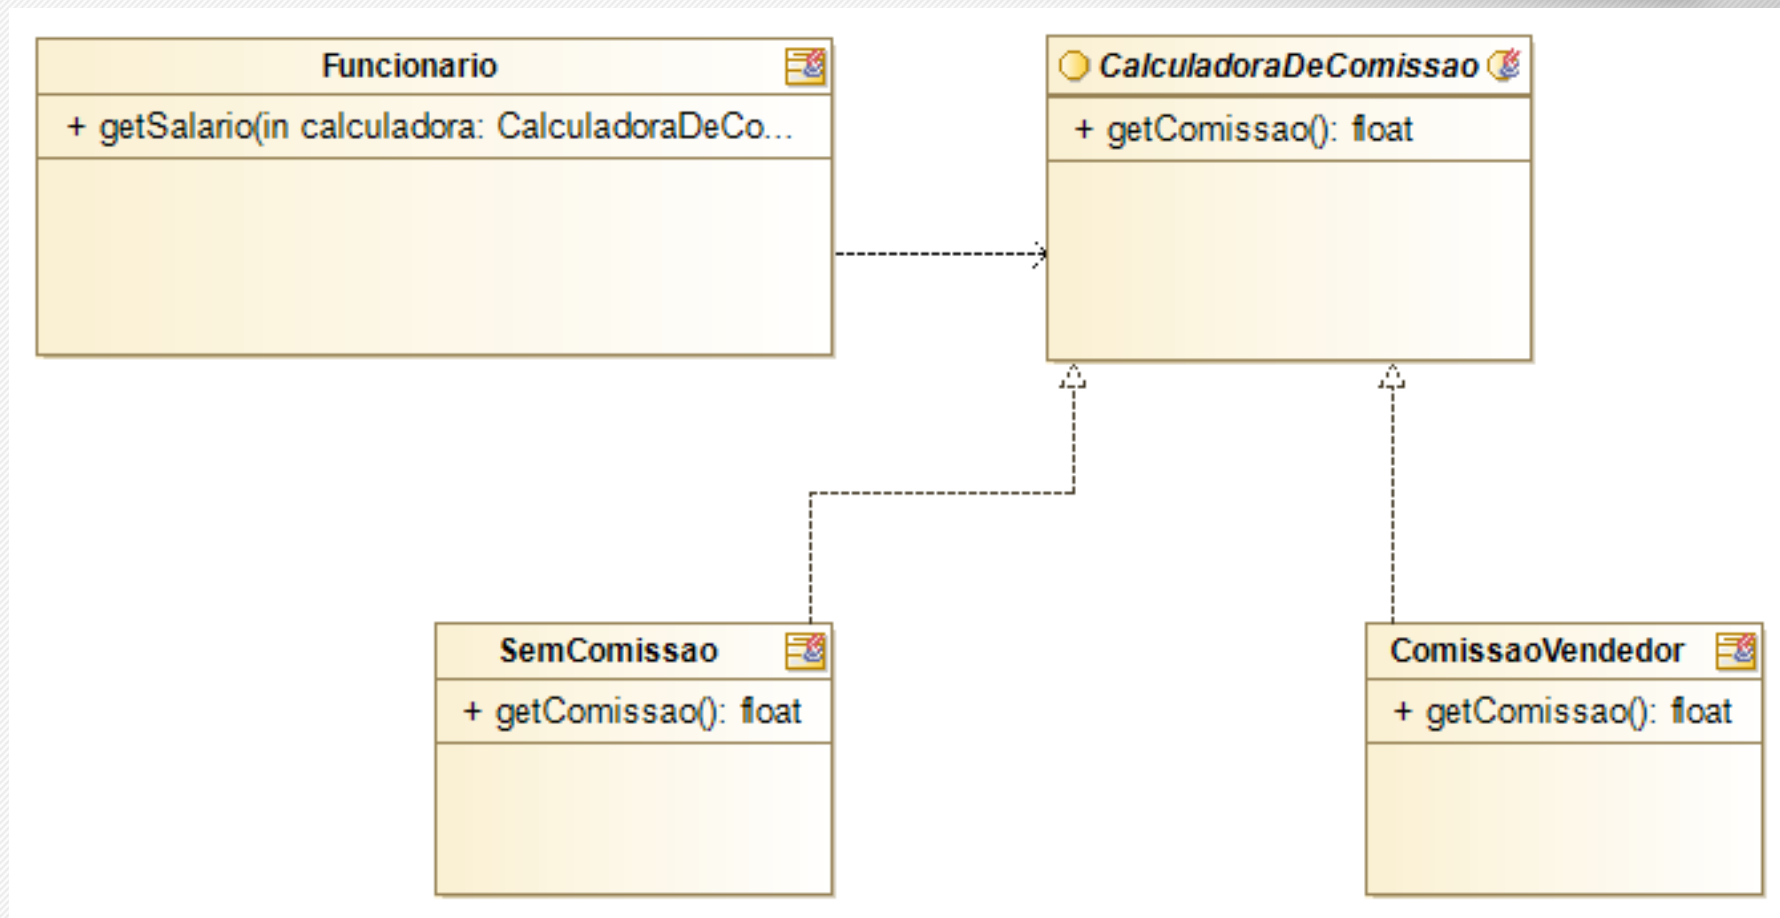 Funcionario
+ getSalario(in calculadora: CalculadoraDeCo...
CalculadoraDeComissao
+ getComissao(): float
SemComissao
+ getComissao(): float
ComissaoVendedor
+ getComissao(): float